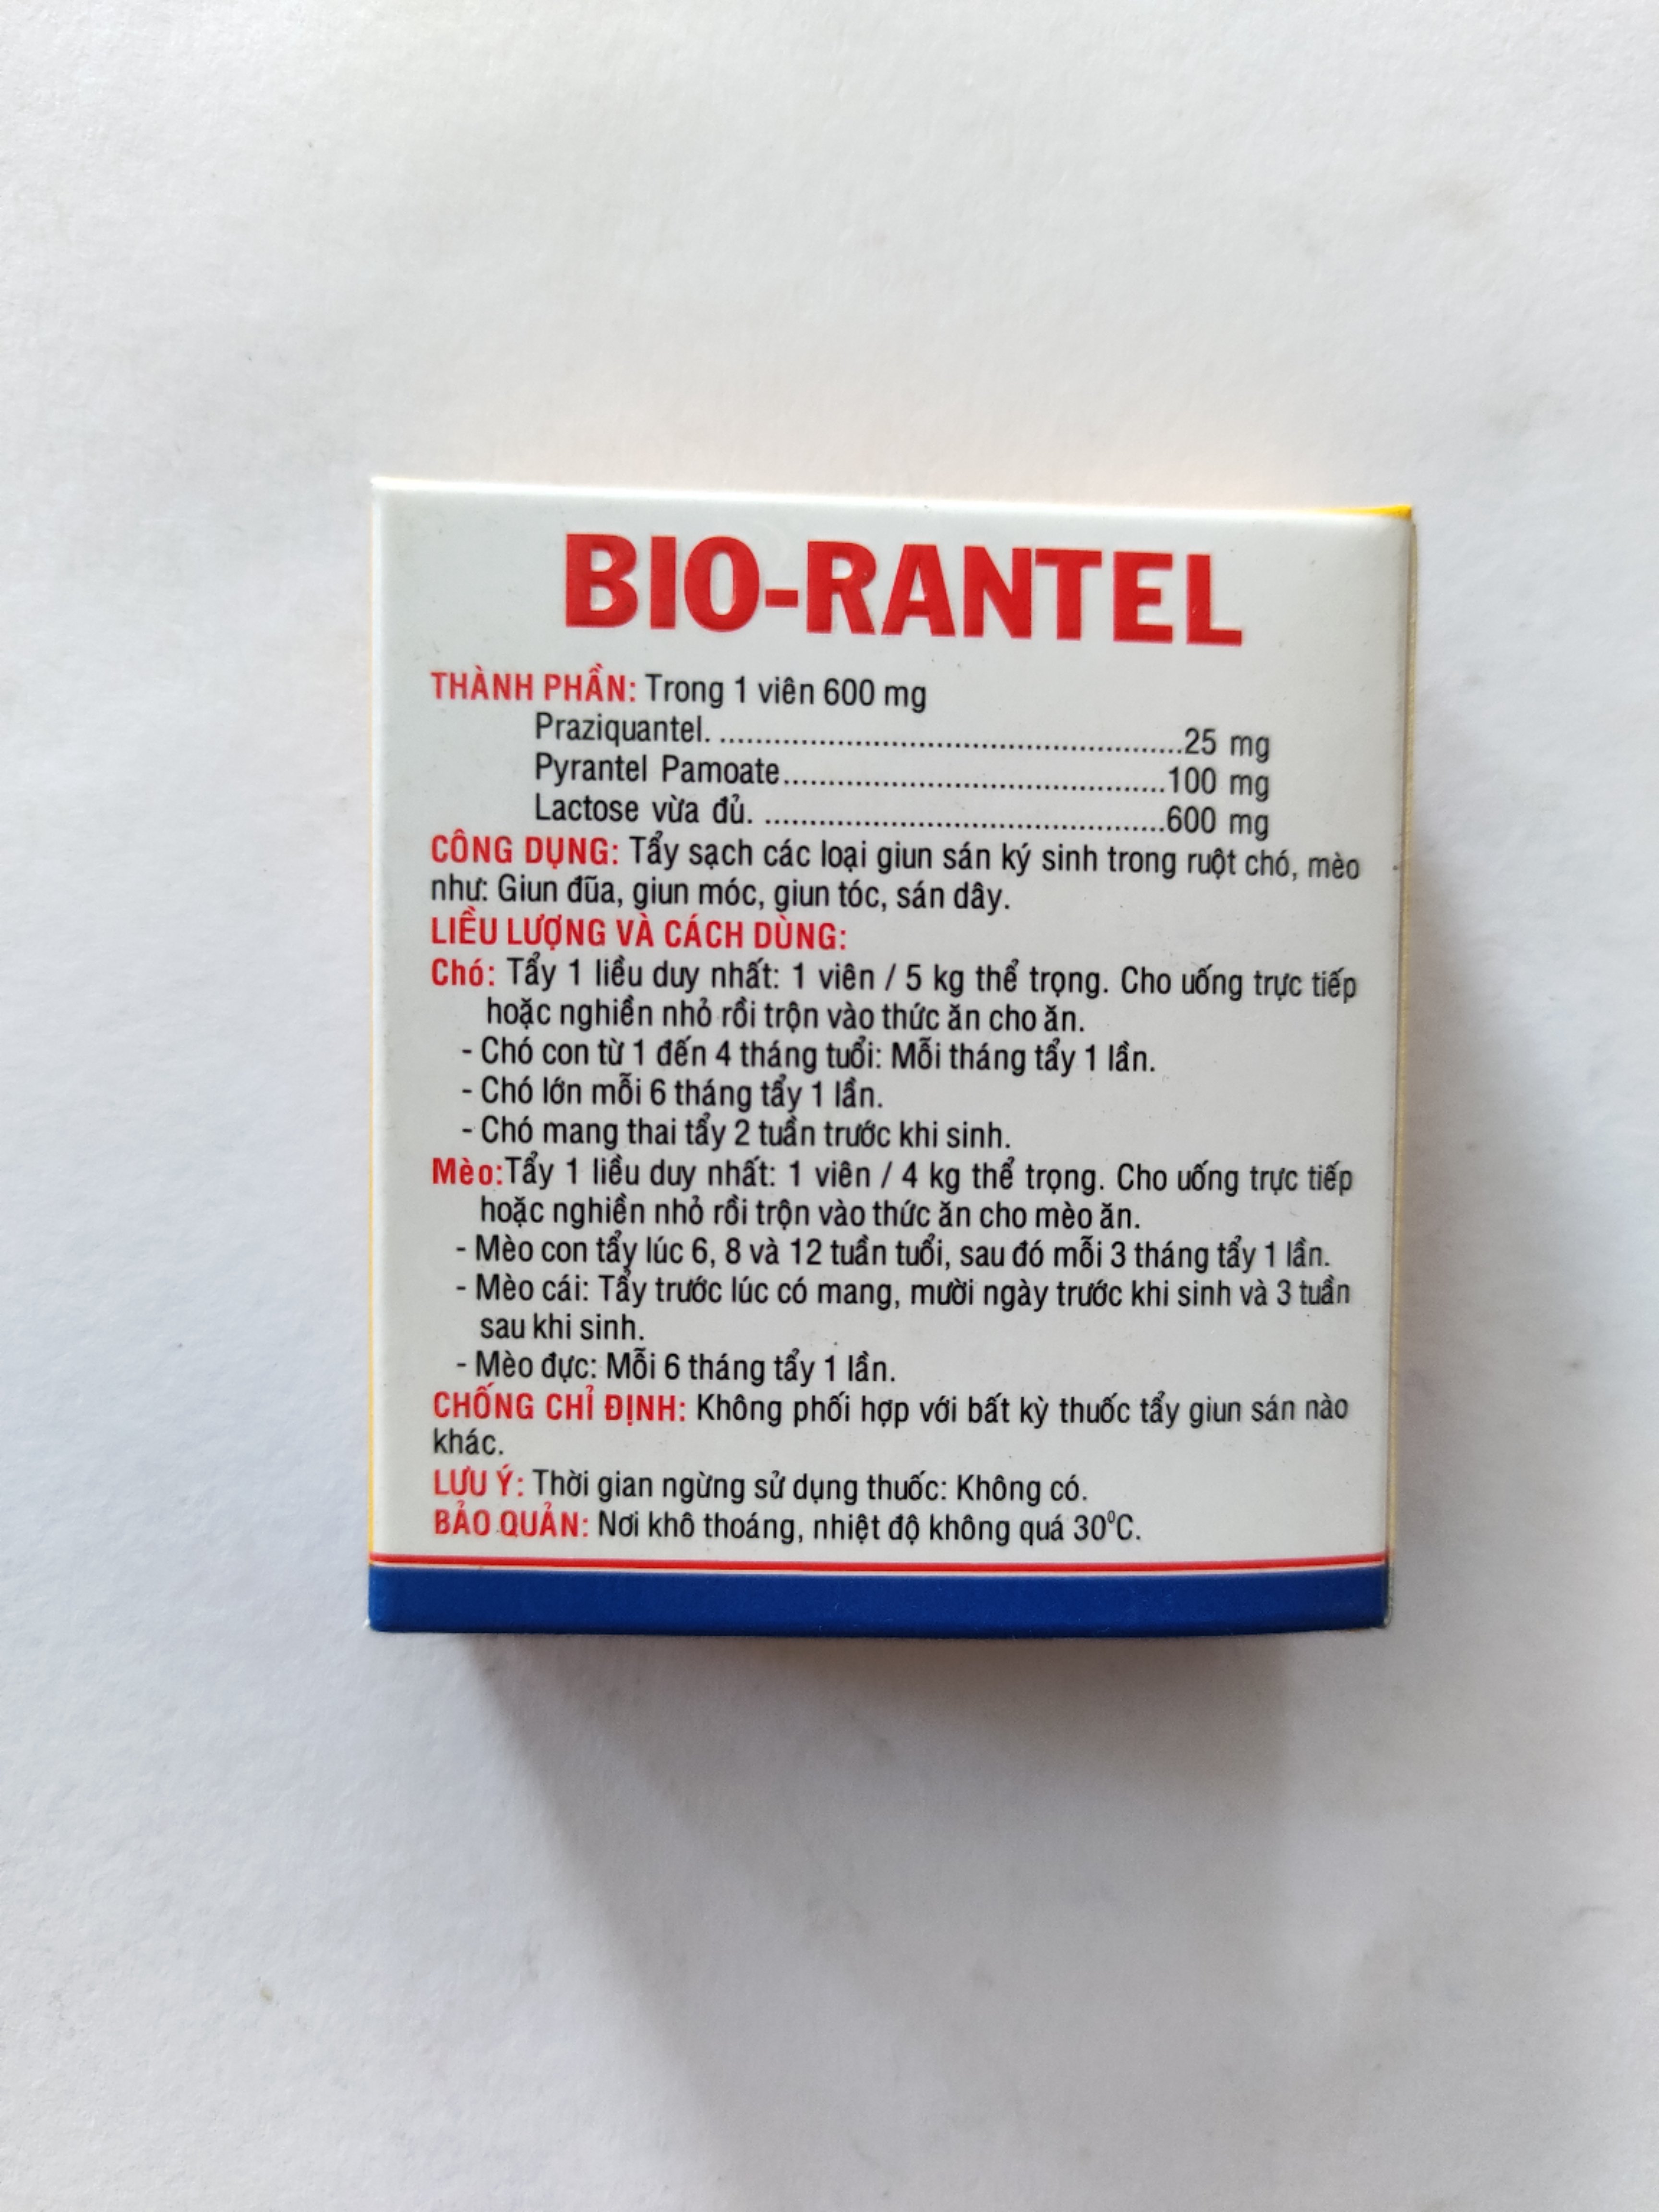 BIO-RANTEL
THÀNH PHẦN: Trong 1 viên 600 mg
Praziquantel. ........................................................25 mg
Pyrantel Pamoate..............................................100 mg
Lactose vừa đủ. ................................................600 mg
CÔNG DỤNG: Tẩy sạch các loại giun sán ký sinh trong ruột chó, mèo
như: Giun đũa, giun móc, giun tóc, sán dây.
LIỀU LƯỢNG VÀ CÁCH DÙNG:
Chó: Tẩy 1 liều duy nhất: 1 viên / 5 kg thể trọng. Cho uống trực tiếp
hoặc nghiền nhỏ rồi trộn vào thức ăn cho ăn.
- Chó con từ 1 đến 4 tháng tuổi: Mỗi tháng tẩy 1 lần.
- Chó lớn mỗi 6 tháng tẩy 1 lần.
- Chó mang thai tẩy 2 tuần trước khi sinh.
Mèo:Tẩy 1 liều duy nhất: 1 viên / 4 kg thể trọng. Cho uống trực tiếp
hoặc nghiền nhỏ rồi trộn vào thức ăn cho mèo ăn.
- Mèo con tẩy lúc 6, 8 và 12 tuần tuổi, sau đó mỗi 3 tháng tẩy 1 lần.
- Mèo cái: Tẩy trước lúc có mang, mười ngày trước khi sinh và 3 tuần
sau khi sinh.
- Mèo đực: Mỗi 6 tháng tẩy 1 lần.
CHỐNG CHỈ ĐỊNH: Không phối hợp với bất kỳ thuốc tẩy giun sán nào
khác.
LƯU Ý: Thời gian ngừng sử dụng thuốc: Không có.
BẢO QUẢN: Nơi khô thoáng, nhiệt độ không quá 30⁰C.